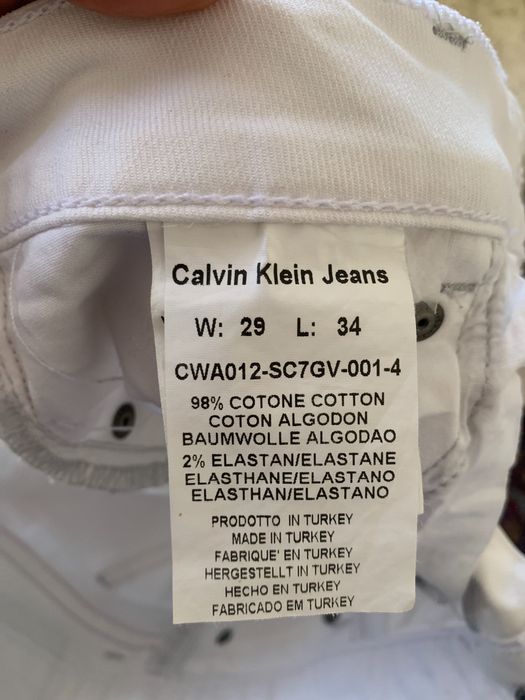 Calvin Klein Jeans
W: 29 L: 34
CWA012-SC7GV-001-4
98% COTONE COTTON
COTON ALGODON
BAUMWOLLE ALGODAO
2% ELASTAN/ELASTANE
ELASTHANE/ELASTANO
ELASTHAN/ELASTANO
PRODOTTO IN TURKEY
MADE IN TURKEY
FABRIQUE' EN TURKEY
HERGESTELLT IN TURKEY
HECHO EN TURKEY
FABRICADO EM TURKEY